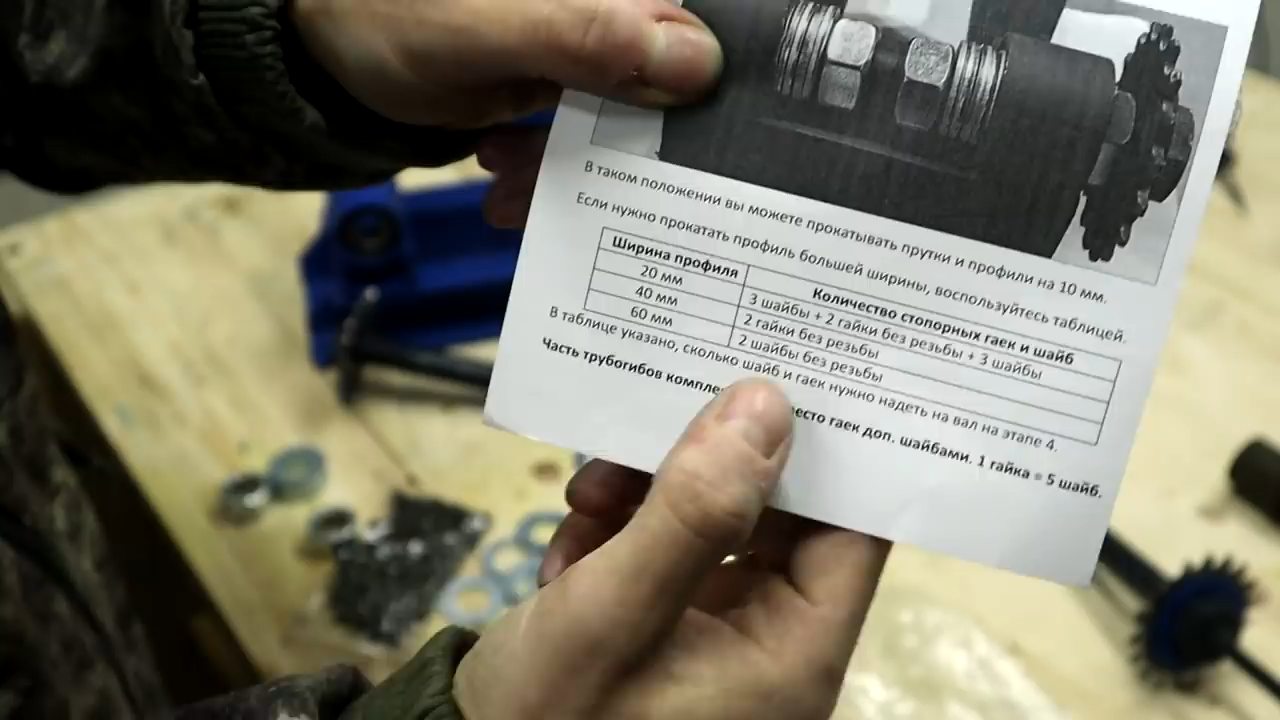 В таком положении вы можете прокатывать прутки и профили на 10 мм.
Если нужно прокатать профиль большей ширины, воспользуйтесь таблицей.
Ширина профиля Количество стопорных гаек и шайб
20 мм 3 шайбы + 2 гайки без резьбы + 3 шайбы
40 мм 2 гайки без резьбы
60 мм 2 шайбы без резьбы
В таблице указано, сколько шайб и гаек нужно надеть на вал на этапе 4.
Часть трубогибов гаек доп. шайбами. 1 гайка = 5 шайб.